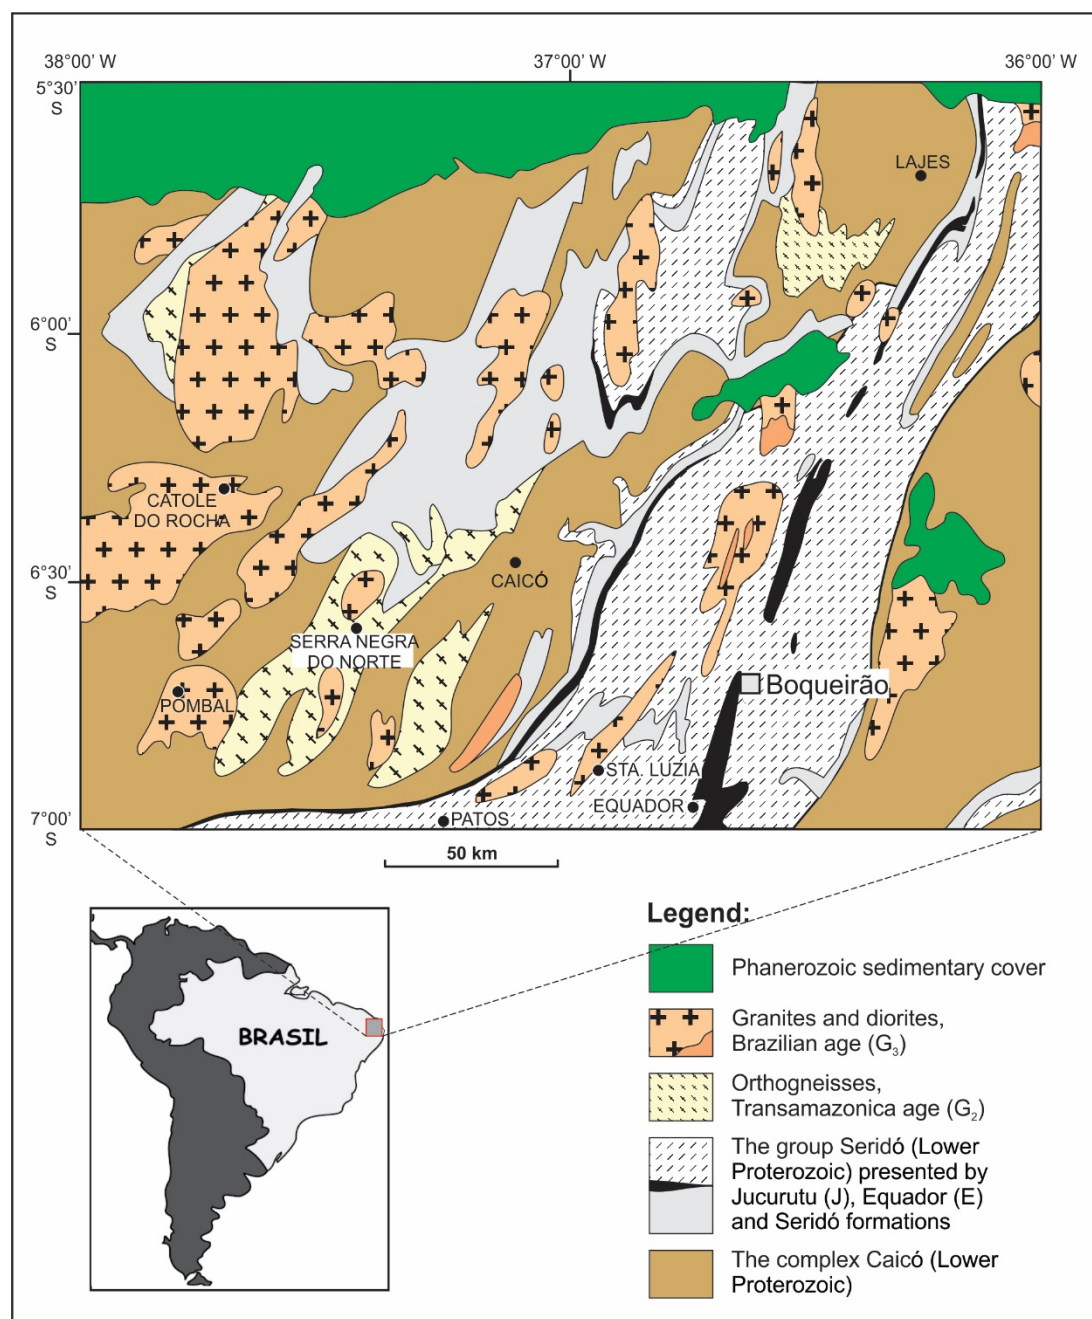 38°00' W
37°00' W
36°00' W
5°30'
S
LAJES
6°00'
S
CATOLE
DO ROCHA
6°30'
S
CAICÓ
SERRA NEGRA
DO NORTE
Boqueirão
POMBAL
STA. LUZIA
EQUADOR
7°00'
S
PATOS
50 km
Legend:
Phanerozoic sedimentary cover
Granites and diorites,
Brazilian age (G₃)
BRASIL
Orthogneisses,
Transamazonica age (G₂)
The group Seridó (Lower
Proterozoic) presented by
Jucurutu (J), Equador (E)
and Seridó formations
The complex Caicó (Lower
Proterozoic)